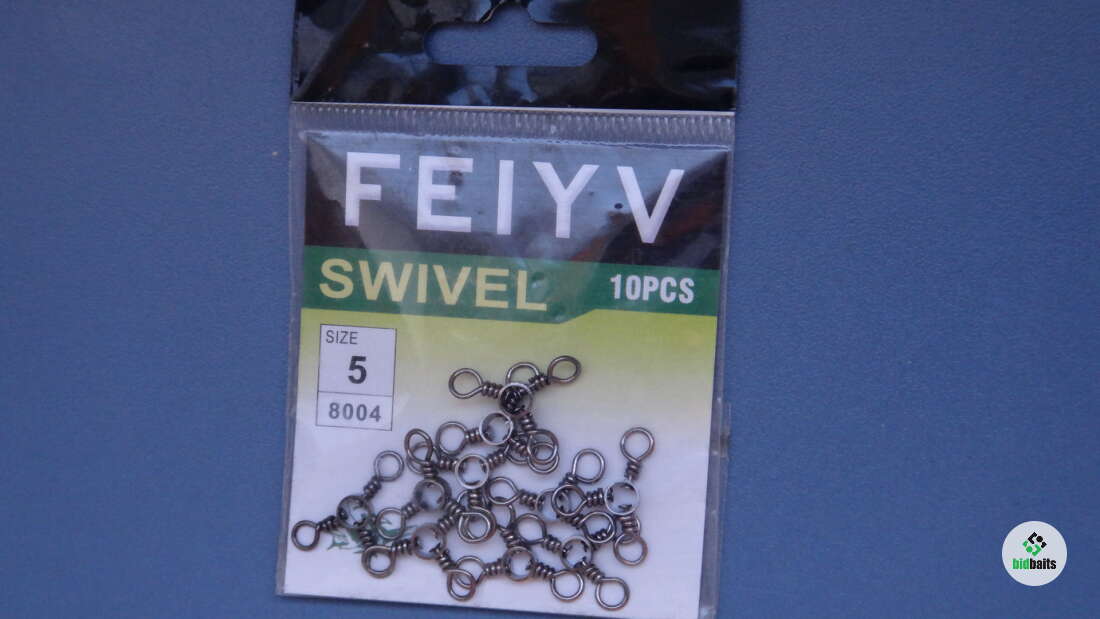 FEIYV
SWIVEL 10PCS
SIZE
5
8004
bidbaits